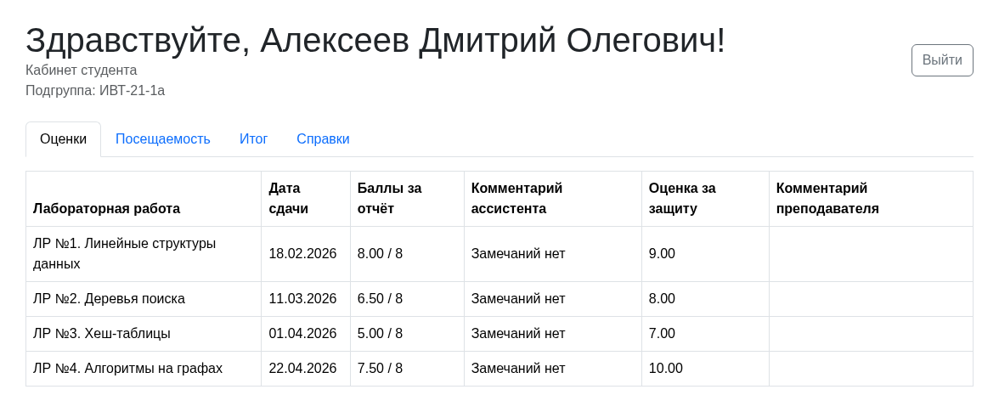 Здравствуйте, Алексеев Дмитрий Олегович!
Кабинет студента
Подгруппа: ИВТ-21-1а
Выйти
Оценки Посещаемость Итог Справки
Лабораторная работа Дата сдачи Баллы за отчёт Комментарий ассистента Оценка за защиту Комментарий преподавателя
ЛР №1. Линейные структуры данных 18.02.2026 8.00 / 8 Замечаний нет 9.00
ЛР №2. Деревья поиска 11.03.2026 6.50 / 8 Замечаний нет 8.00
ЛР №3. Хеш-таблицы 01.04.2026 5.00 / 8 Замечаний нет 7.00
ЛР №4. Алгоритмы на графах 22.04.2026 7.50 / 8 Замечаний нет 10.00